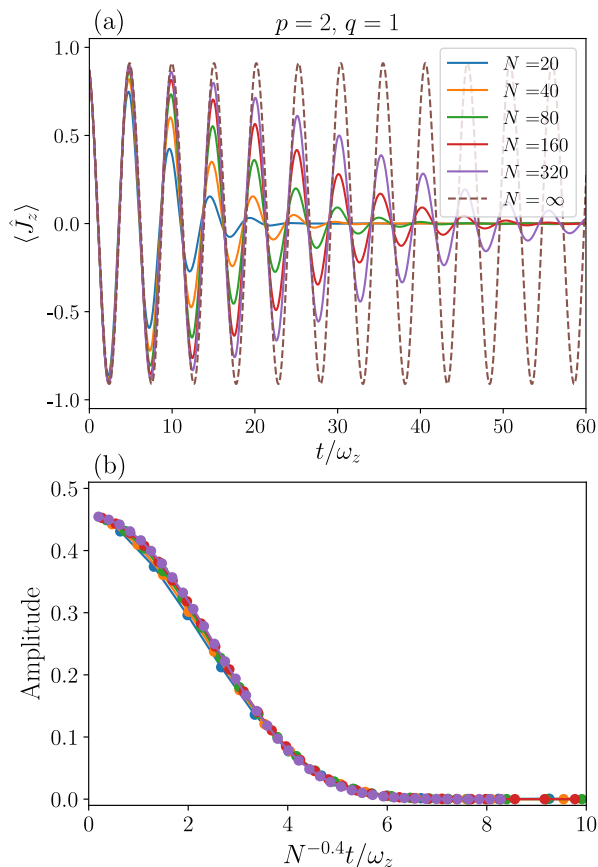 (a)
p = 2, q = 1
1.0
0.5
0.0
-0.5
-1.0
⟨Ĵ_z⟩
N =20
N =40
N =80
N =160
N =320
N = ∞
0 10 20 30 40 50 60
t/ω_z
(b)
0.5
0.4
0.3
0.2
0.1
0.0
Amplitude
0 2 4 6 8 10
N^{-0.4}t/ω_z